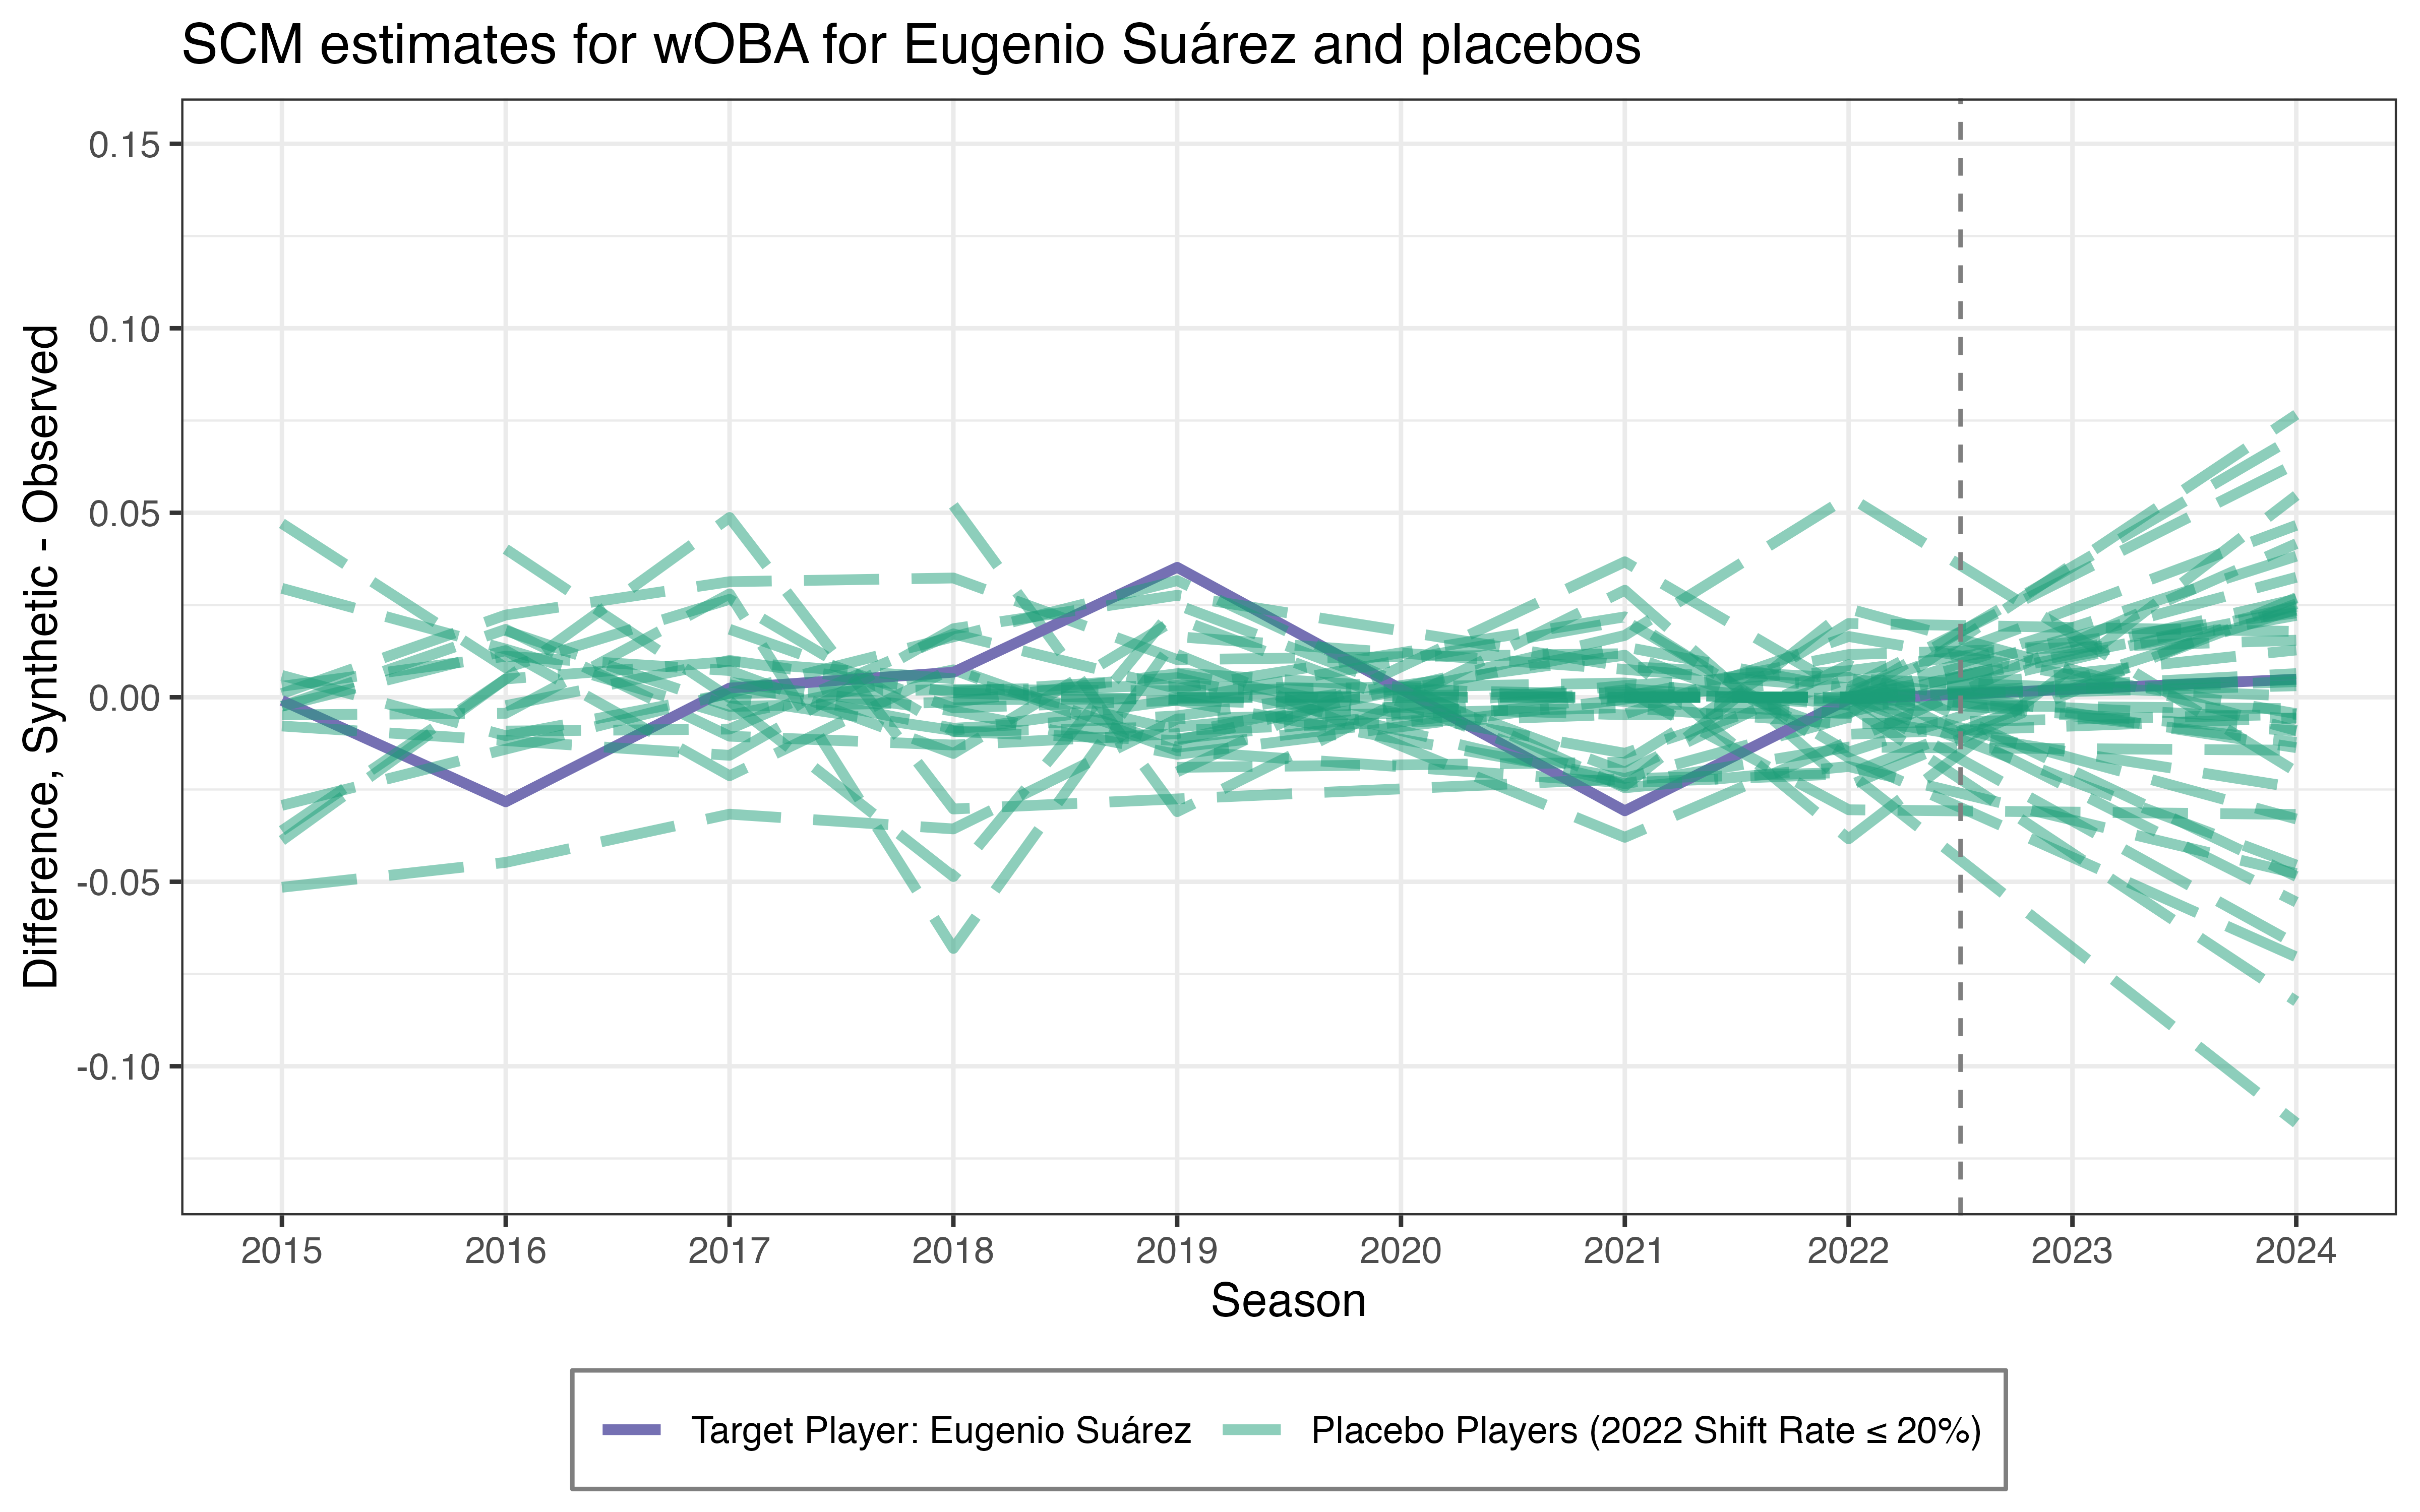 SCM estimates for wOBA for Eugenio Suárez and placebos
Difference, Synthetic - Observed
0.15
0.10
0.05
0.00
-0.05
-0.10
2015 2016 2017 2018 2019 2020 2021 2022 2023 2024
Season
Target Player: Eugenio Suárez Placebo Players (2022 Shift Rate ≤ 20%)